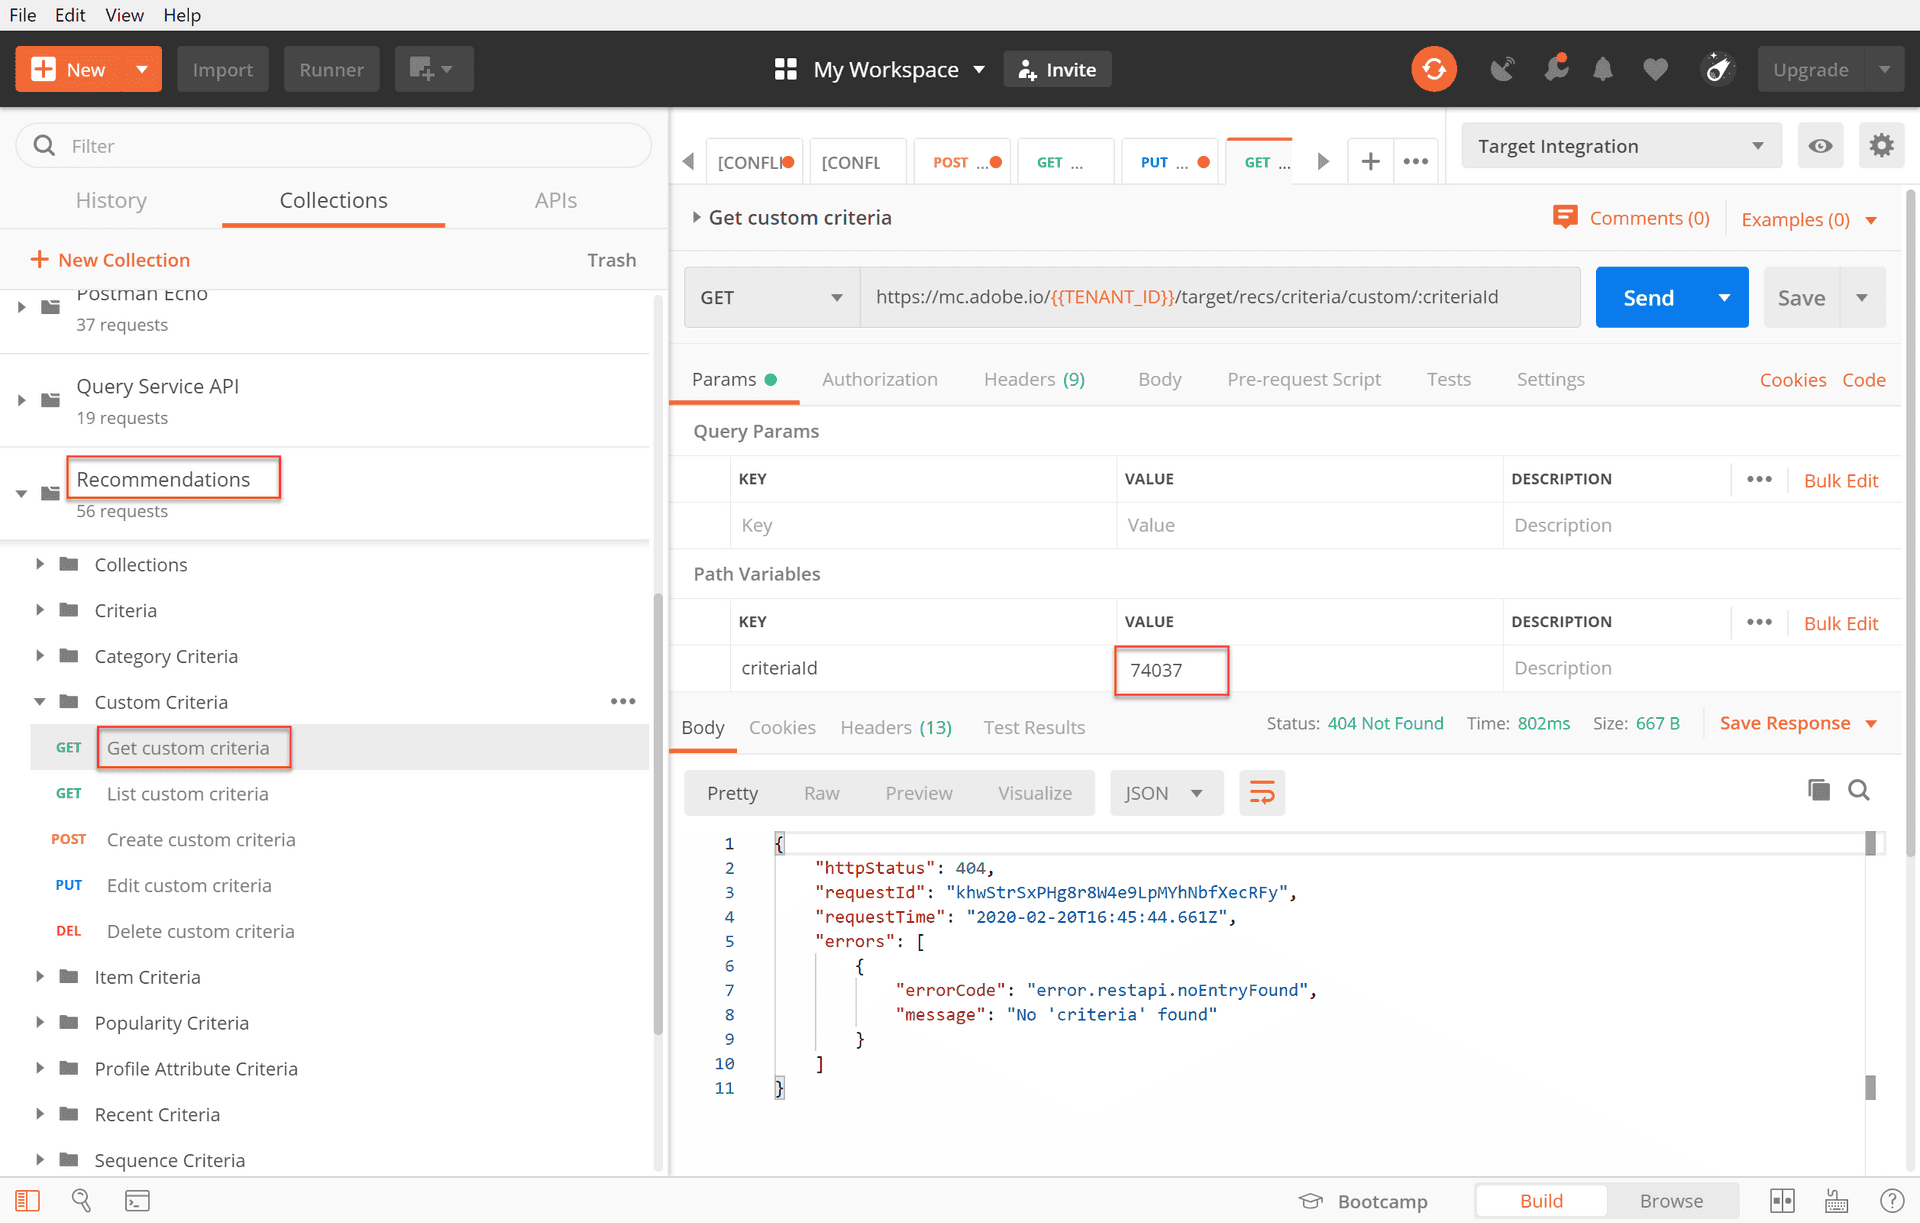 File Edit View Help
New Import Runner My Workspace Invite Upgrade
Filter
History Collections APIs
New Collection Trash
Postman Echo
37 requests
Query Service API
19 requests
Recommendations
56 requests
Collections
Criteria
Category Criteria
Custom Criteria
GET Get custom criteria
GET List custom criteria
POST Create custom criteria
PUT Edit custom criteria
DEL Delete custom criteria
Item Criteria
Popularity Criteria
Profile Attribute Criteria
Recent Criteria
Sequence Criteria
[CONFLI [CONFL POST ... GET ... PUT ... GET ... Target Integration
Get custom criteria Comments (0) Examples (0)
GET https://mc.adobe.io/{{TENANT_ID}}/target/recs/criteria/custom/:criteriaId Send Save
Params Authorization Headers (9) Body Pre-request Script Tests Settings Cookies Code
Query Params
KEY VALUE DESCRIPTION Bulk Edit
Key Value Description
Path Variables
KEY VALUE DESCRIPTION Bulk Edit
criteriaId 74037 Description
Body Cookies Headers (13) Test Results Status: 404 Not Found Time: 802ms Size: 667 B Save Response
Pretty Raw Preview Visualize JSON
1 {
2 "httpStatus": 404,
3 "requestId": "khwStrSxPHg8r8W4e9LpMYhNbfXecRFy",
4 "requestTime": "2020-02-20T16:45:44.661Z",
5 "errors": [
6 {
7 "errorCode": "error.restapi.noEntryFound",
8 "message": "No 'criteria' found"
9 }
10 ]
11 }
Bootcamp Build Browse